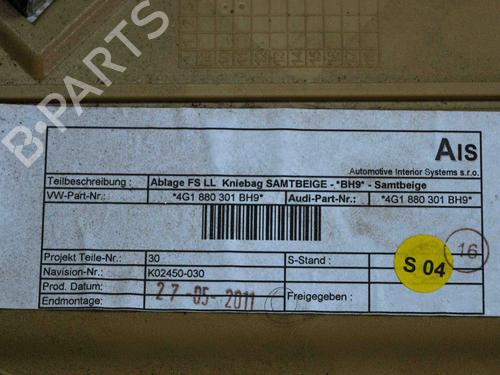 B-PARTS
AIS
Automotive Interior Systems s.r.o.
Teilbeschreibung : Ablage FS LL Kniebag SAMTBEIGE - *BH9* - Samtbeige
VW-Part-Nr.: *4G1 880 301 BH9* Audi-Part-Nr.: *4G1 880 301 BH9*
Projekt Teile-Nr.: 30 S-Stand :
Navision-Nr.: K02450-030
Prod. Datum: 27-05-2011 Freigegeben :
Endmontage:
S 04
16